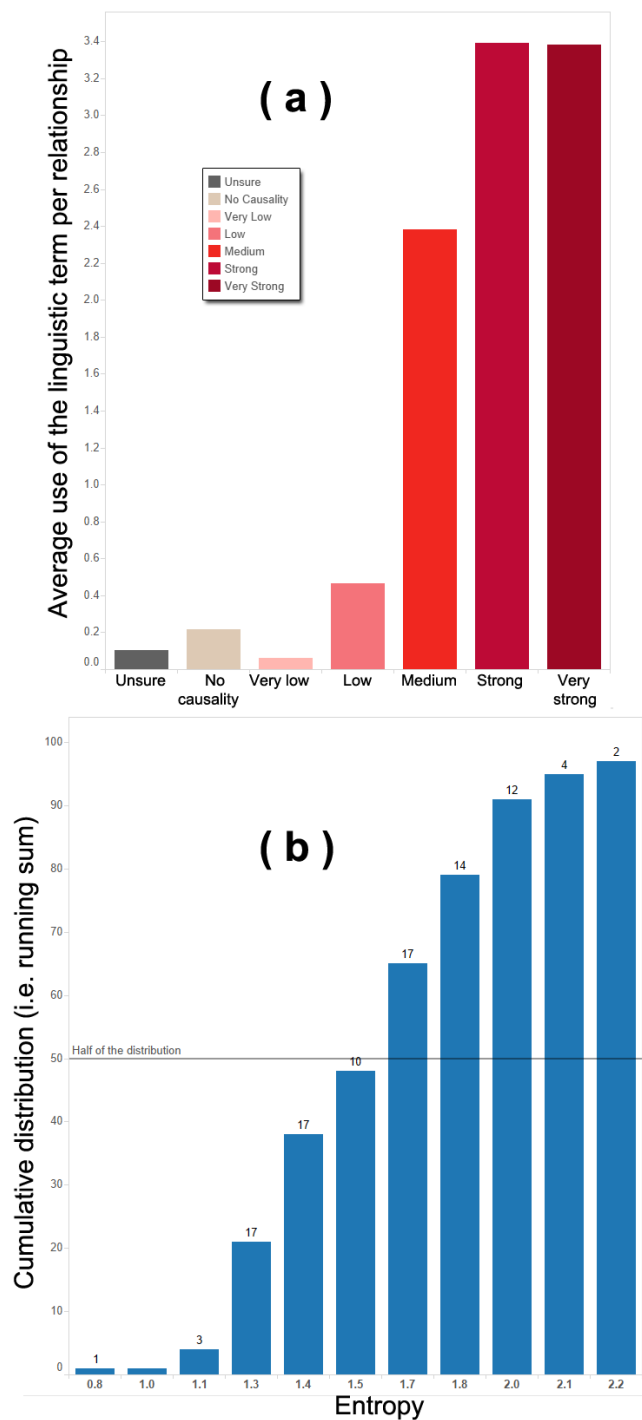 Average use of the linguistic term per relationship
3.4
3.2
3.0
2.8
2.6
2.4
2.2
2.0
1.8
1.6
1.4
1.2
1.0
0.8
0.6
0.4
0.2
0.0
( a )
Unsure
No Causality
Very Low
Low
Medium
Strong
Very Strong
Unsure No causality Very low Low Medium Strong Very strong
Cumulative distribution (i.e. running sum)
100
90
80
70
60
50
40
30
20
10
0
( b )
Half of the distribution
1 3 17 17 10 17 14 12 4 2
0.8 1.0 1.1 1.3 1.4 1.5 1.7 1.8 2.0 2.1 2.2
Entropy